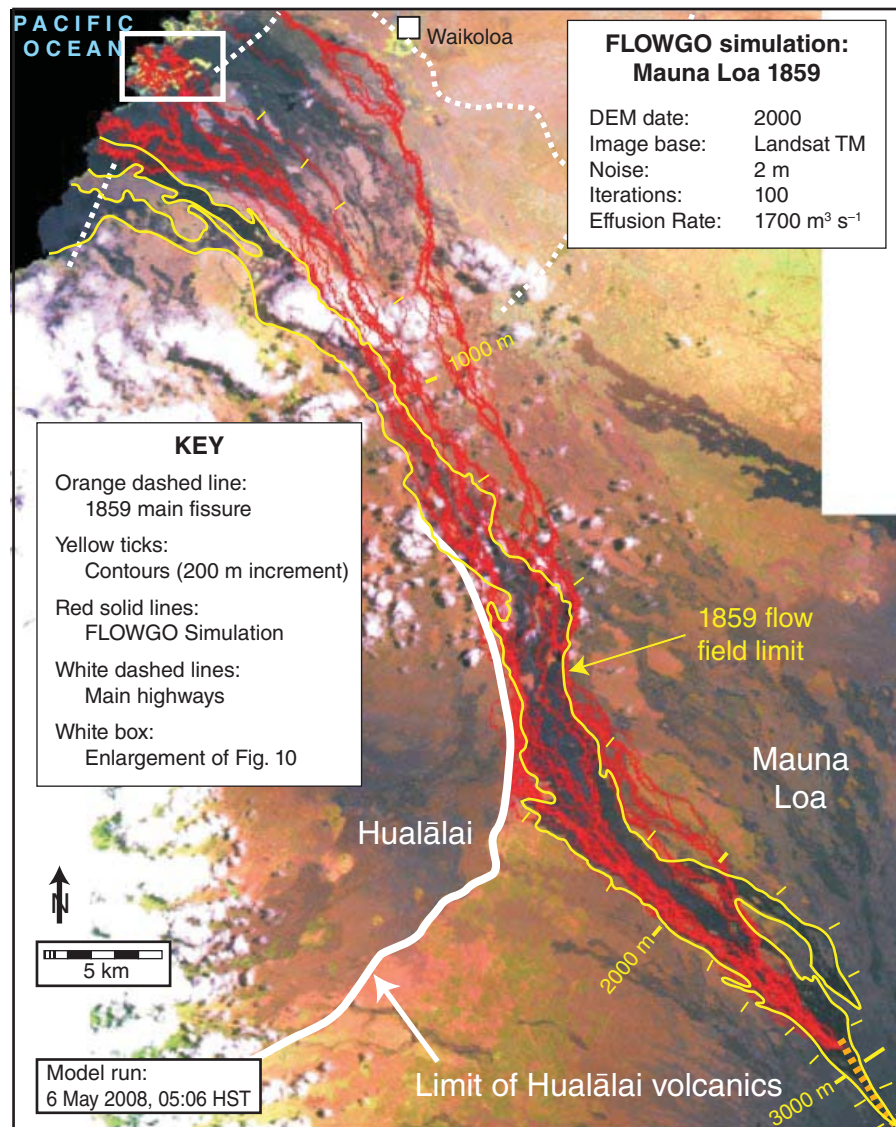 PACIFIC
OCEAN
Waikoloa
FLOWGO simulation:
Mauna Loa 1859
DEM date: 2000
Image base: Landsat TM
Noise: 2 m
Iterations: 100
Effusion Rate: 1700 m³ s⁻¹
1000 m
KEY
Orange dashed line:
1859 main fissure
Yellow ticks:
Contours (200 m increment)
Red solid lines:
FLOWGO Simulation
White dashed lines:
Main highways
White box:
Enlargement of Fig. 10
1859 flow
field limit
Mauna
Loa
Hualālai
N
5 km
2000 m
Model run:
6 May 2008, 05:06 HST
Limit of Hualālai volcanics
3000 m